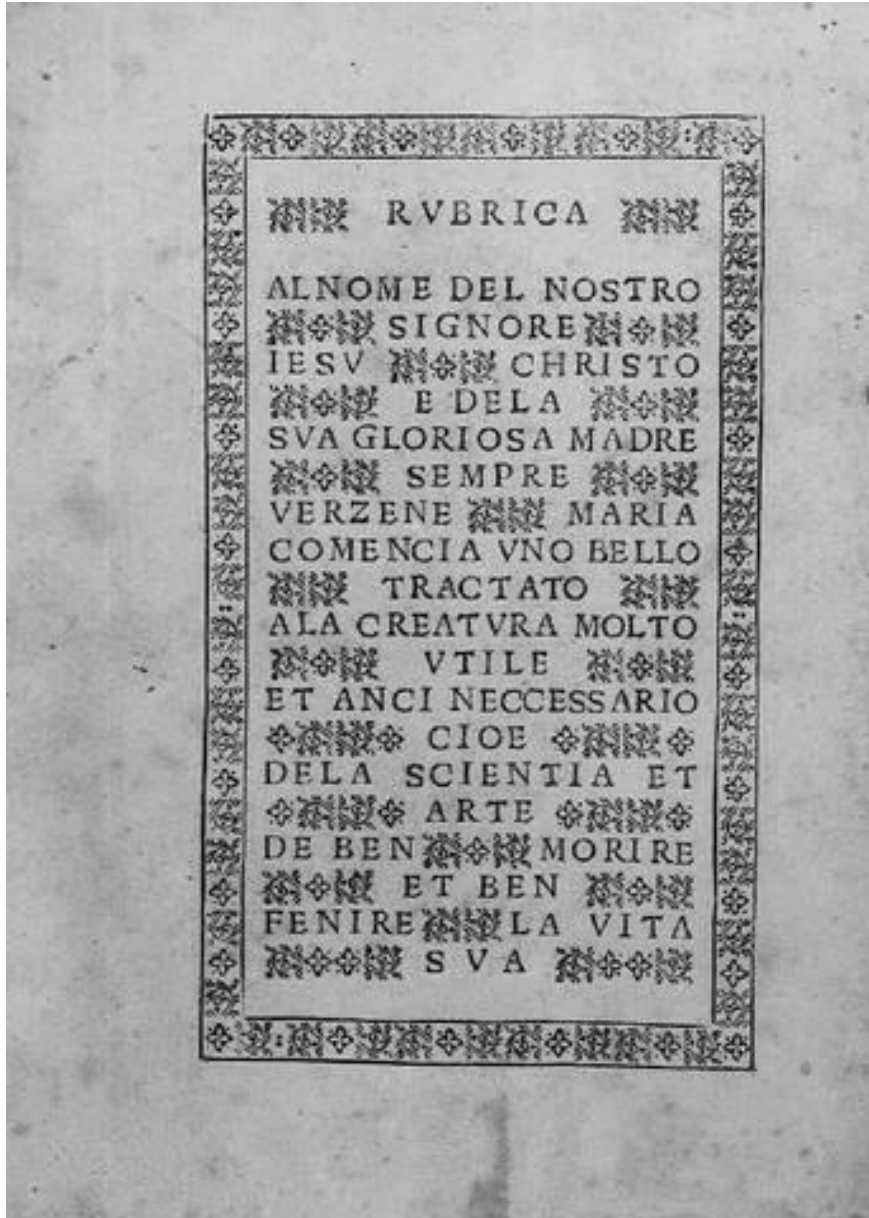 RVBRICA
ALNOME DEL NOSTRO
SIGNORE
IESV CHRISTO
E DELA
SVA GLORIOSA MADRE
SEMPRE
VERZENE MARIA
COMENCIA VNO BELLO
TRACTATO
ALA CREATVRA MOLTO
VTILE
ET ANCI NECCESSARIO
CIOE
DELA SCIENTIA ET
ARTE
DE BEN MORIRE
ET BEN
FENIRE LA VITA
SVA